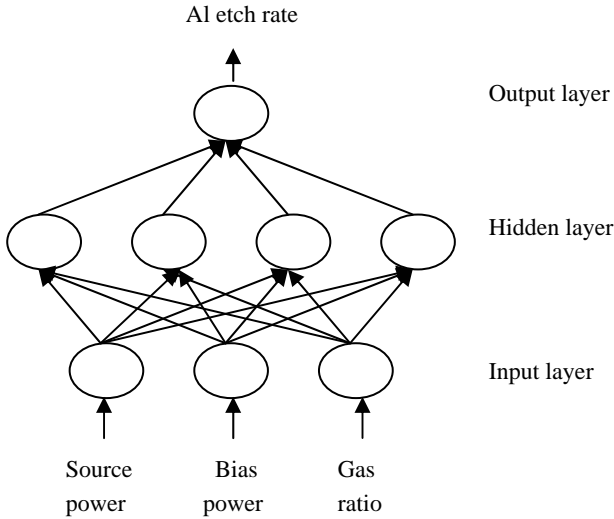 Al etch rate
Output layer
Hidden layer
Input layer
Source
power
Bias
power
Gas
ratio